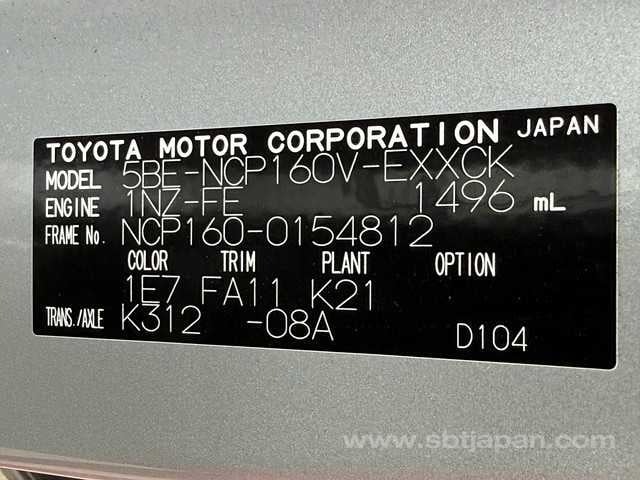 TOYOTA MOTOR CORPORATION JAPAN
MODEL 5BE-NCP160V-EXXCK
ENGINE 1NZ-FE 1496 mL
FRAME No. NCP160-0154812
COLOR TRIM PLANT OPTION
1E7 FA11 K21
TRANS./AXLE K312 -08A D104
www.sbtjapan.com